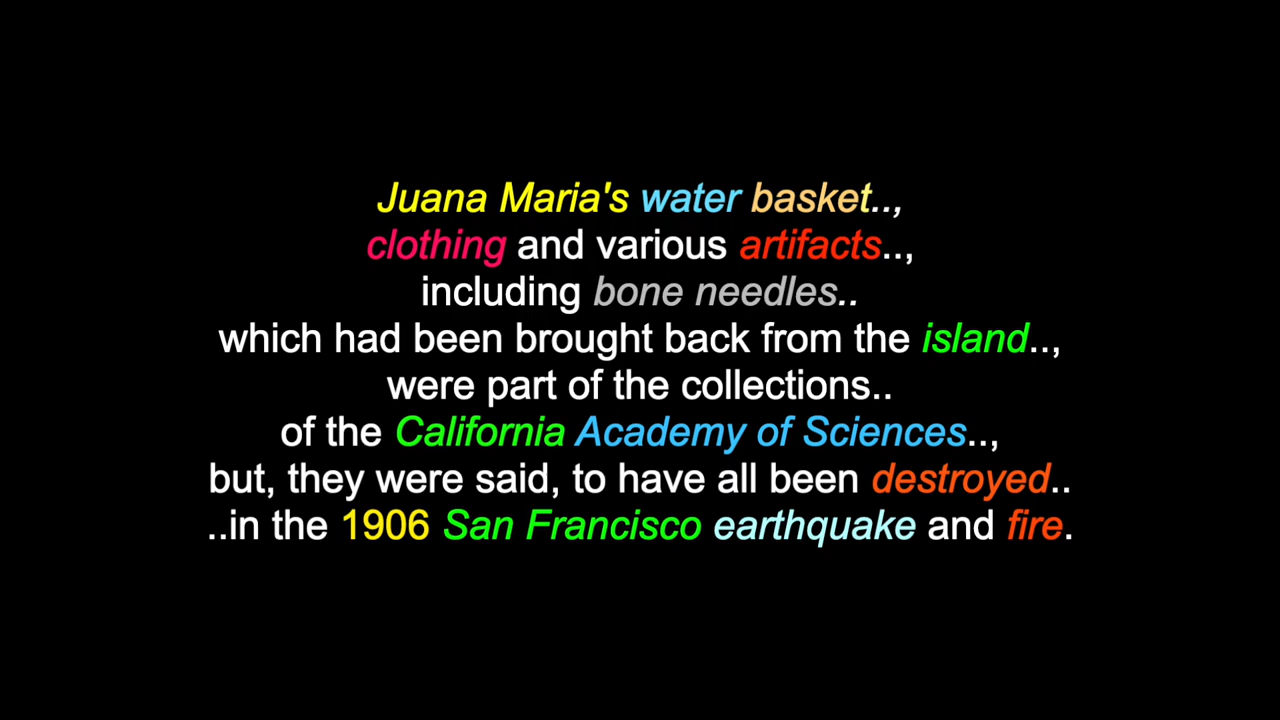 Juana Maria's water basket..,
clothing and various artifacts..,
including bone needles..
which had been brought back from the island..,
were part of the collections..
of the California Academy of Sciences..,
but, they were said, to have all been destroyed..
..in the 1906 San Francisco earthquake and fire.